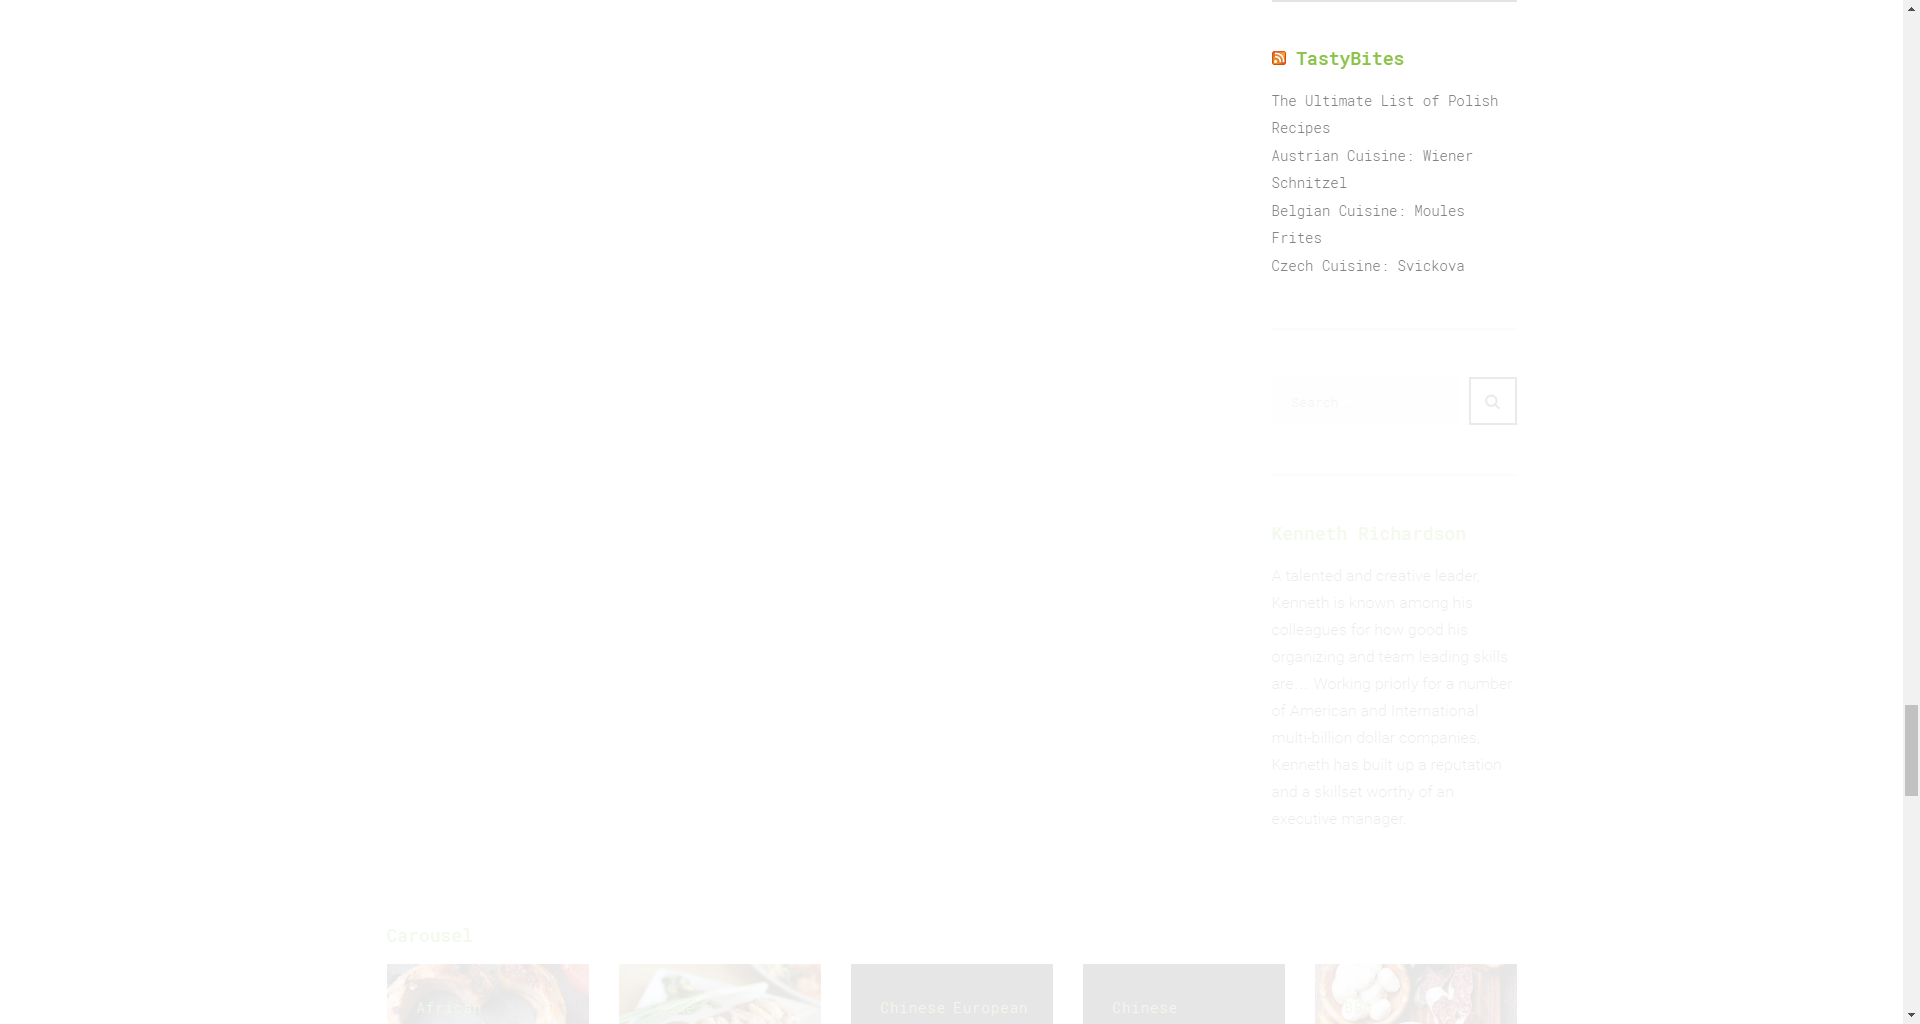 TastyBites
The Ultimate List of Polish
Recipes
Austrian Cuisine: Wiener
Schnitzel
Belgian Cuisine: Moules
Frites
Czech Cuisine: Svickova
Search
Kenneth Richardson
A talented and creative leader,
Kenneth is known among his
colleagues for how good his
organizing and team leading skills
are... Working priorly for a number
of American and International
multi-billion dollar companies,
Kenneth has built up a reputation
and a skillset worthy of an
executive manager.
Carousel
African
Chinese European
Chinese